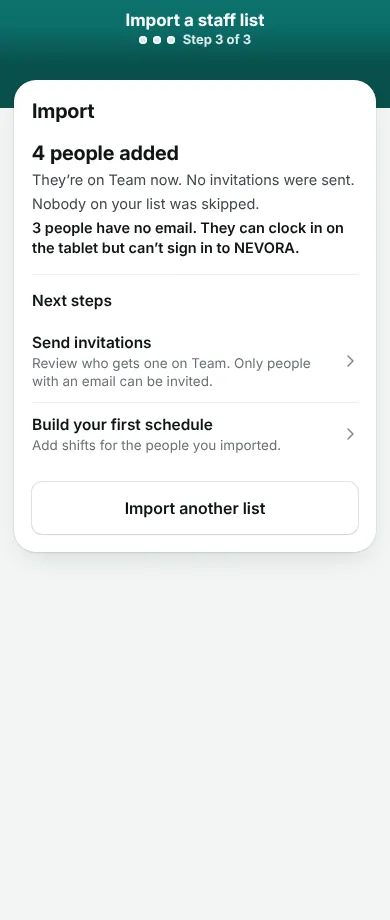 Import a staff list
Step 3 of 3
Import
4 people added
They’re on Team now. No invitations were sent.
Nobody on your list was skipped.
3 people have no email. They can clock in on
the tablet but can’t sign in to NEVORA.
Next steps
Send invitations
Review who gets one on Team. Only people
with an email can be invited.
Build your first schedule
Add shifts for the people you imported.
Import another list